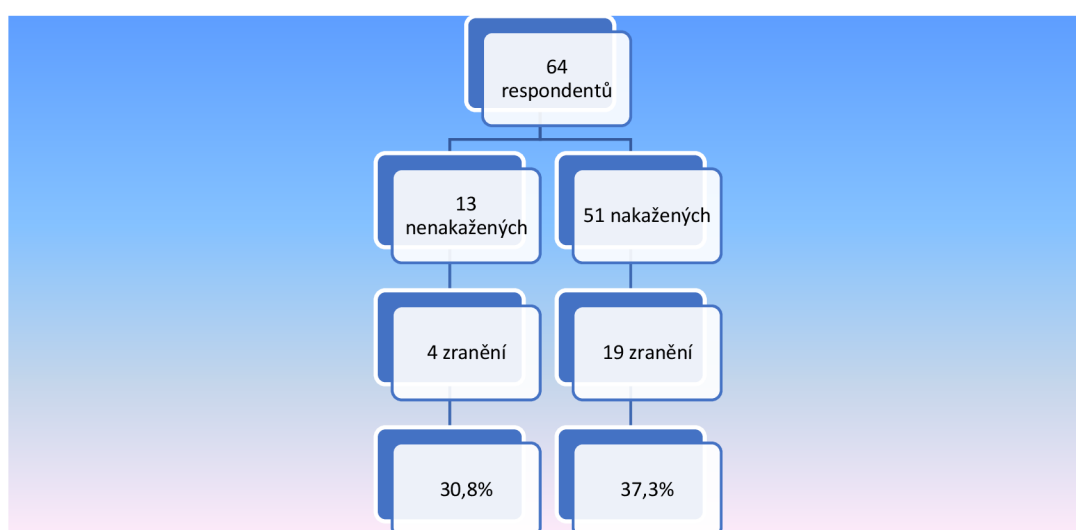 64
respondentů
13
nenakažených
51 nakažených
4 zranění
19 zranění
30,8%
37,3%